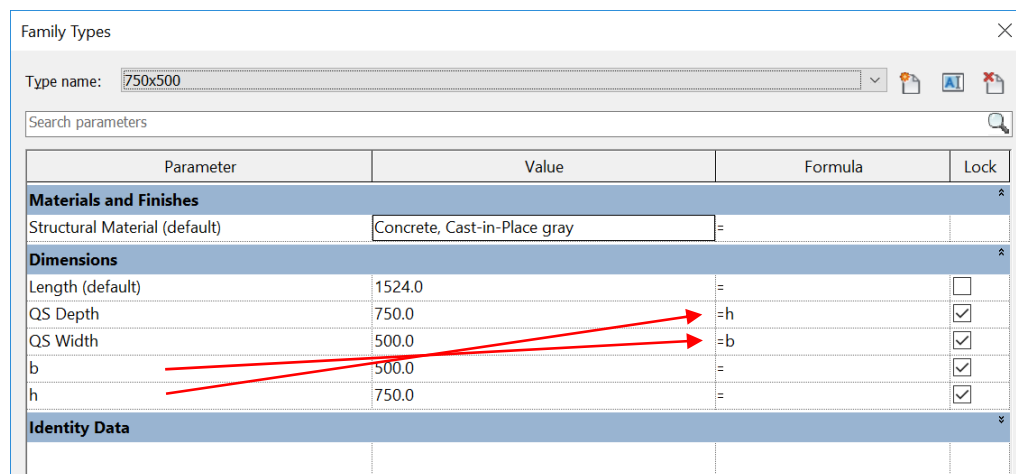 Family Types
Type name: 750x500
Search parameters
Parameter Value Formula Lock
Materials and Finishes
Structural Material (default) Concrete, Cast-in-Place gray =
Dimensions
Length (default) 1524.0 =
QS Depth 750.0 =h
QS Width 500.0 =b
b 500.0 =
h 750.0 =
Identity Data